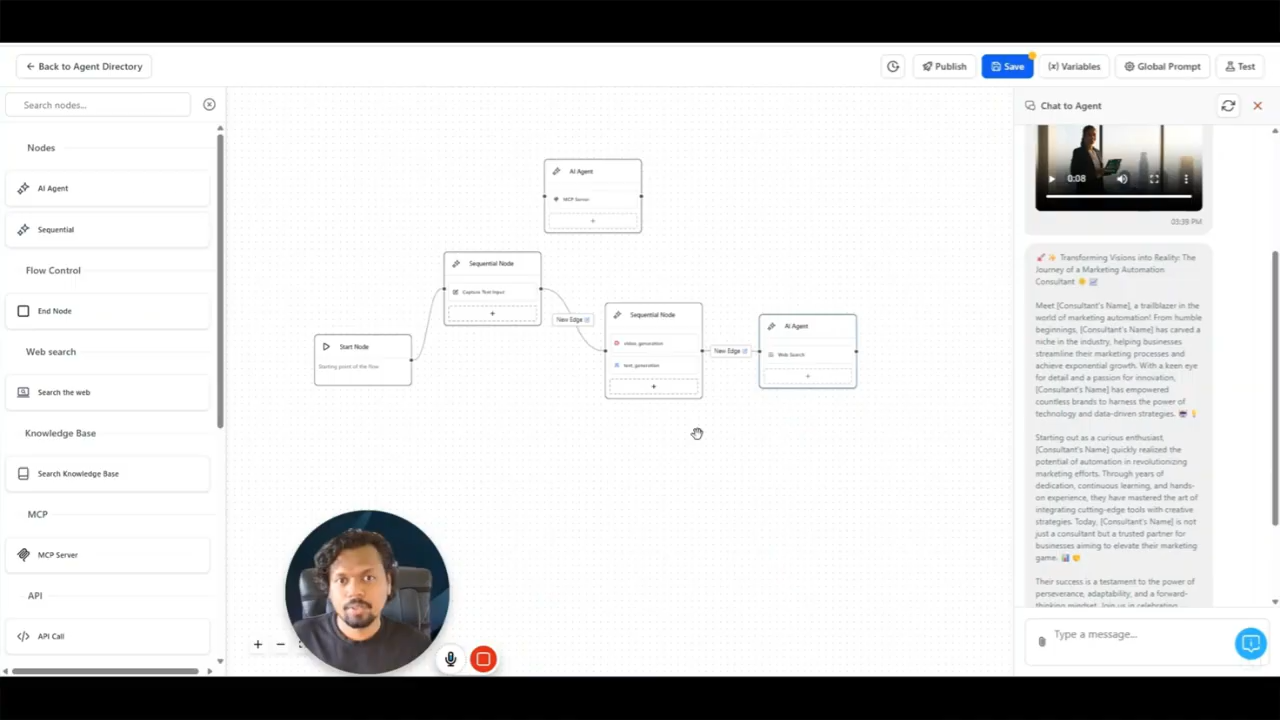 Back to Agent Directory
Publish
Save
(x) Variables
Global Prompt
Test
Search nodes...
Nodes
AI Agent
Sequential
Flow Control
End Node
Web search
Search the web
Knowledge Base
Search Knowledge Base
MCP
MCP Server
API
API Call
AI Agent
MCP Server
+
Sequential Node
Capture Text Input
+
New Edge
Start Node
Starting point of the flow
Sequential Node
video_generation
text_generation
+
New Edge
AI Agent
Web Search
+
+ −
Chat to Agent
0:08
03:39 PM
Transforming Visions into Reality: The
Journey of a Marketing Automation
Consultant
Meet [Consultant's Name], a trailblazer in the
world of marketing automation! From humble
beginnings, [Consultant's Name] has carved a
niche in the industry, helping businesses
streamline their marketing processes and
achieve exponential growth. With a keen eye
for detail and a passion for innovation,
[Consultant's Name] has empowered
countless brands to harness the power of
technology and data-driven strategies.
Starting out as a curious enthusiast,
[Consultant's Name] quickly realized the
potential of automation in revolutionizing
marketing efforts. Through years of
dedication, continuous learning, and hands-
on experience, they have mastered the art of
integrating cutting-edge tools with creative
strategies. Today, [Consultant's Name] is not
just a consultant but a trusted partner for
businesses aiming to elevate their marketing
game.
Their success is a testament to the power of
perseverance, adaptability, and a forward-
thinking mindset. Join us in celebrating
Type a message...